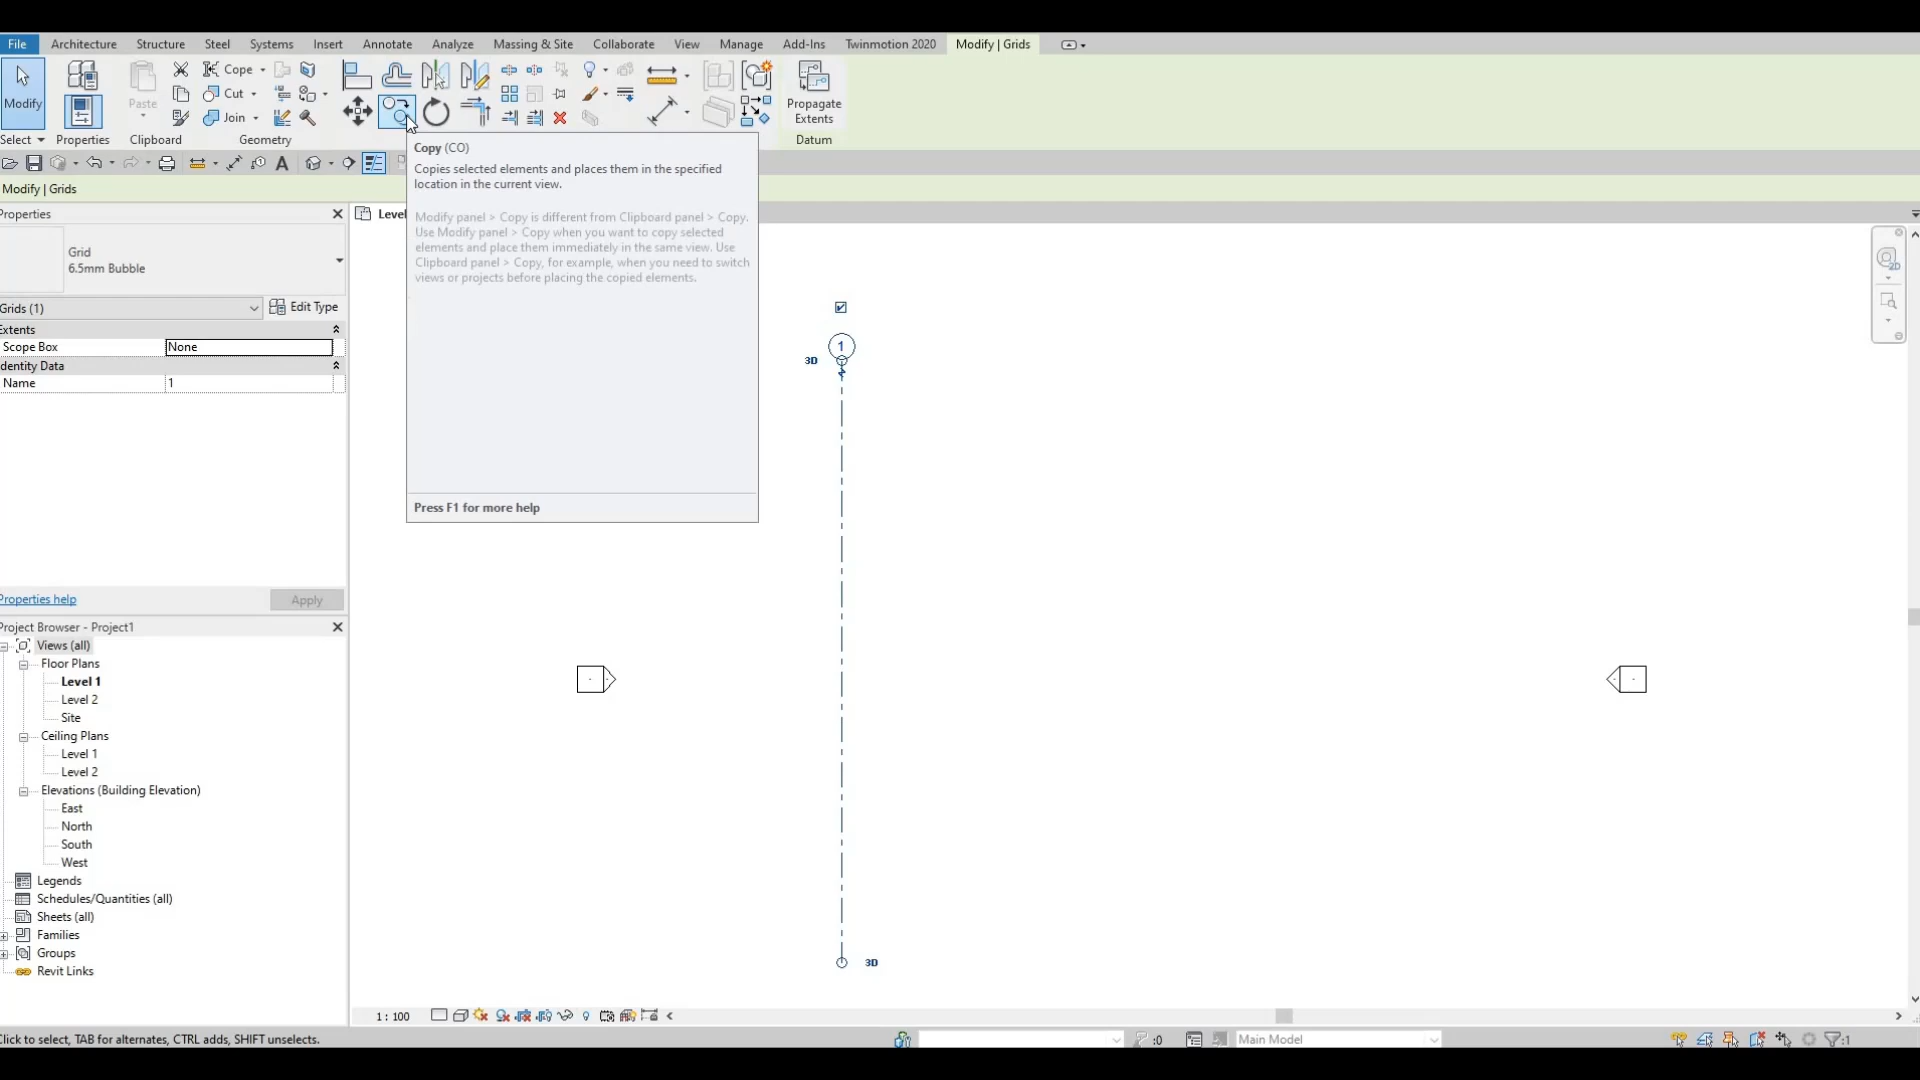 File Architecture Structure Steel Systems Insert Annotate Analyze Massing & Site Collaborate View Manage Add-Ins Twinmotion 2020 Modify | Grids
Cope
Cut
Join
Modify
Paste
Propagate
Extents
Select Properties Clipboard Geometry Datum
Modify | Grids
Copy (CO)
Copies selected elements and places them in the specified
location in the current view.
Modify panel > Copy is different from Clipboard panel > Copy.
Use Modify panel > Copy when you want to copy selected
elements and place them immediately in the same view. Use
Clipboard panel > Copy, for example, when you need to switch
views or projects before placing the copied elements.
Press F1 for more help
Properties
Level
Grid
6.5mm Bubble
Grids (1) Edit Type
Extents
Scope Box None
Identity Data
Name 1
Properties help Apply
2D
1
3D
3D
Project Browser - Project1
Views (all)
Floor Plans
Level 1
Level 2
Site
Ceiling Plans
Level 1
Level 2
Elevations (Building Elevation)
East
North
South
West
Legends
Schedules/Quantities (all)
Sheets (all)
Families
Groups
Revit Links
1 : 100
Click to select, TAB for alternates, CTRL adds, SHIFT unselects. :0 Main Model :1